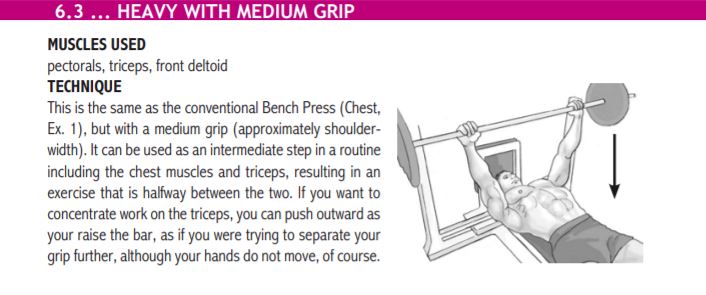 6.3 ... HEAVY WITH MEDIUM GRIP
MUSCLES USED
pectorals, triceps, front deltoid
TECHNIQUE
This is the same as the conventional Bench Press (Chest,
Ex. 1), but with a medium grip (approximately shoulder-
width). It can be used as an intermediate step in a routine
including the chest muscles and triceps, resulting in an
exercise that is halfway between the two. If you want to
concentrate work on the triceps, you can push outward as
your raise the bar, as if you were trying to separate your
grip further, although your hands do not move, of course.